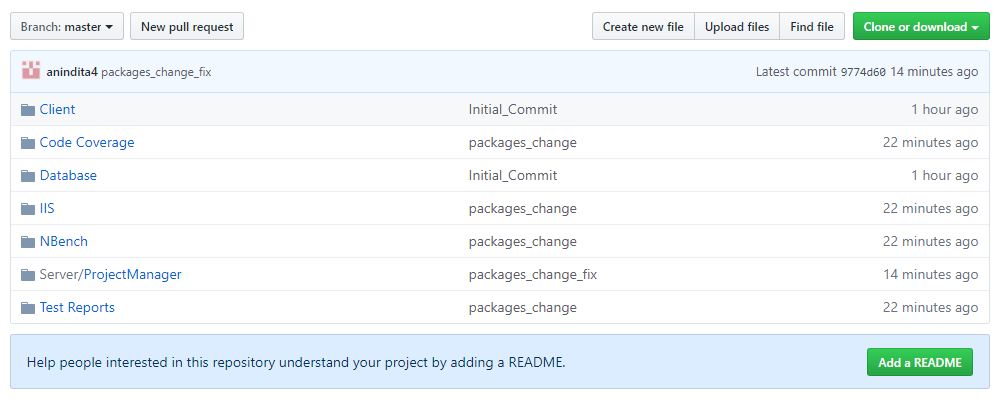 Branch: master New pull request Create new file Upload files Find file Clone or download
anindita4 packages_change_fix Latest commit 9774d60 14 minutes ago
Client Initial_Commit 1 hour ago
Code Coverage packages_change 22 minutes ago
Database Initial_Commit 1 hour ago
IIS packages_change 22 minutes ago
NBench packages_change 22 minutes ago
Server/ProjectManager packages_change_fix 14 minutes ago
Test Reports packages_change 22 minutes ago
Help people interested in this repository understand your project by adding a README. Add a README